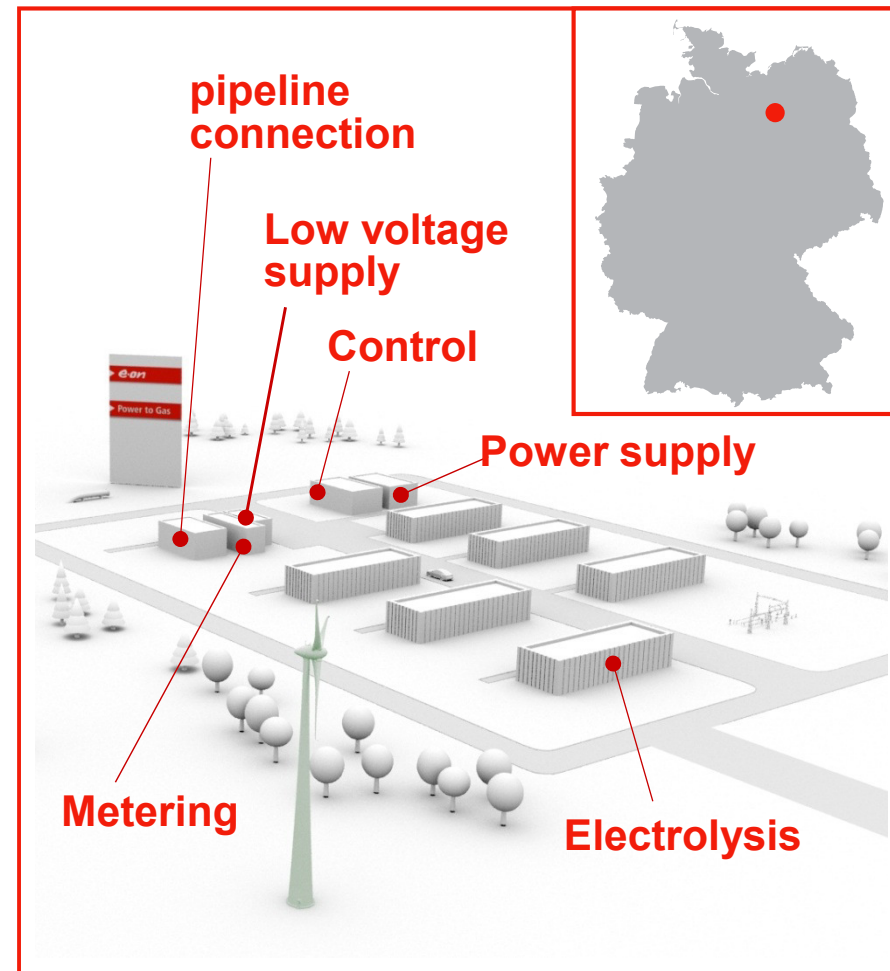 pipeline
connection
Low voltage
supply
Control
e·on
Power to Gas
Power supply
Metering
Electrolysis